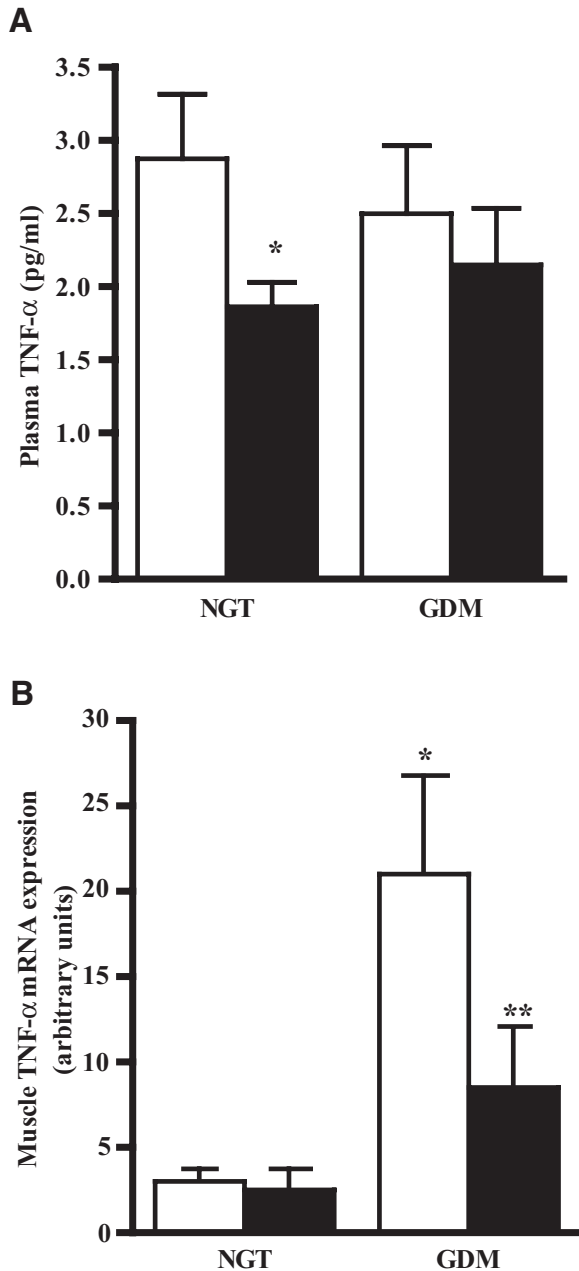 A
Plasma TNF-α (pg/ml)
3.5
3.0
2.5
2.0
1.5
1.0
0.5
0.0
*
NGT
GDM
B
Muscle TNF-α mRNA expression
(arbitrary units)
30
25
20
15
10
5
0
*
**
NGT
GDM